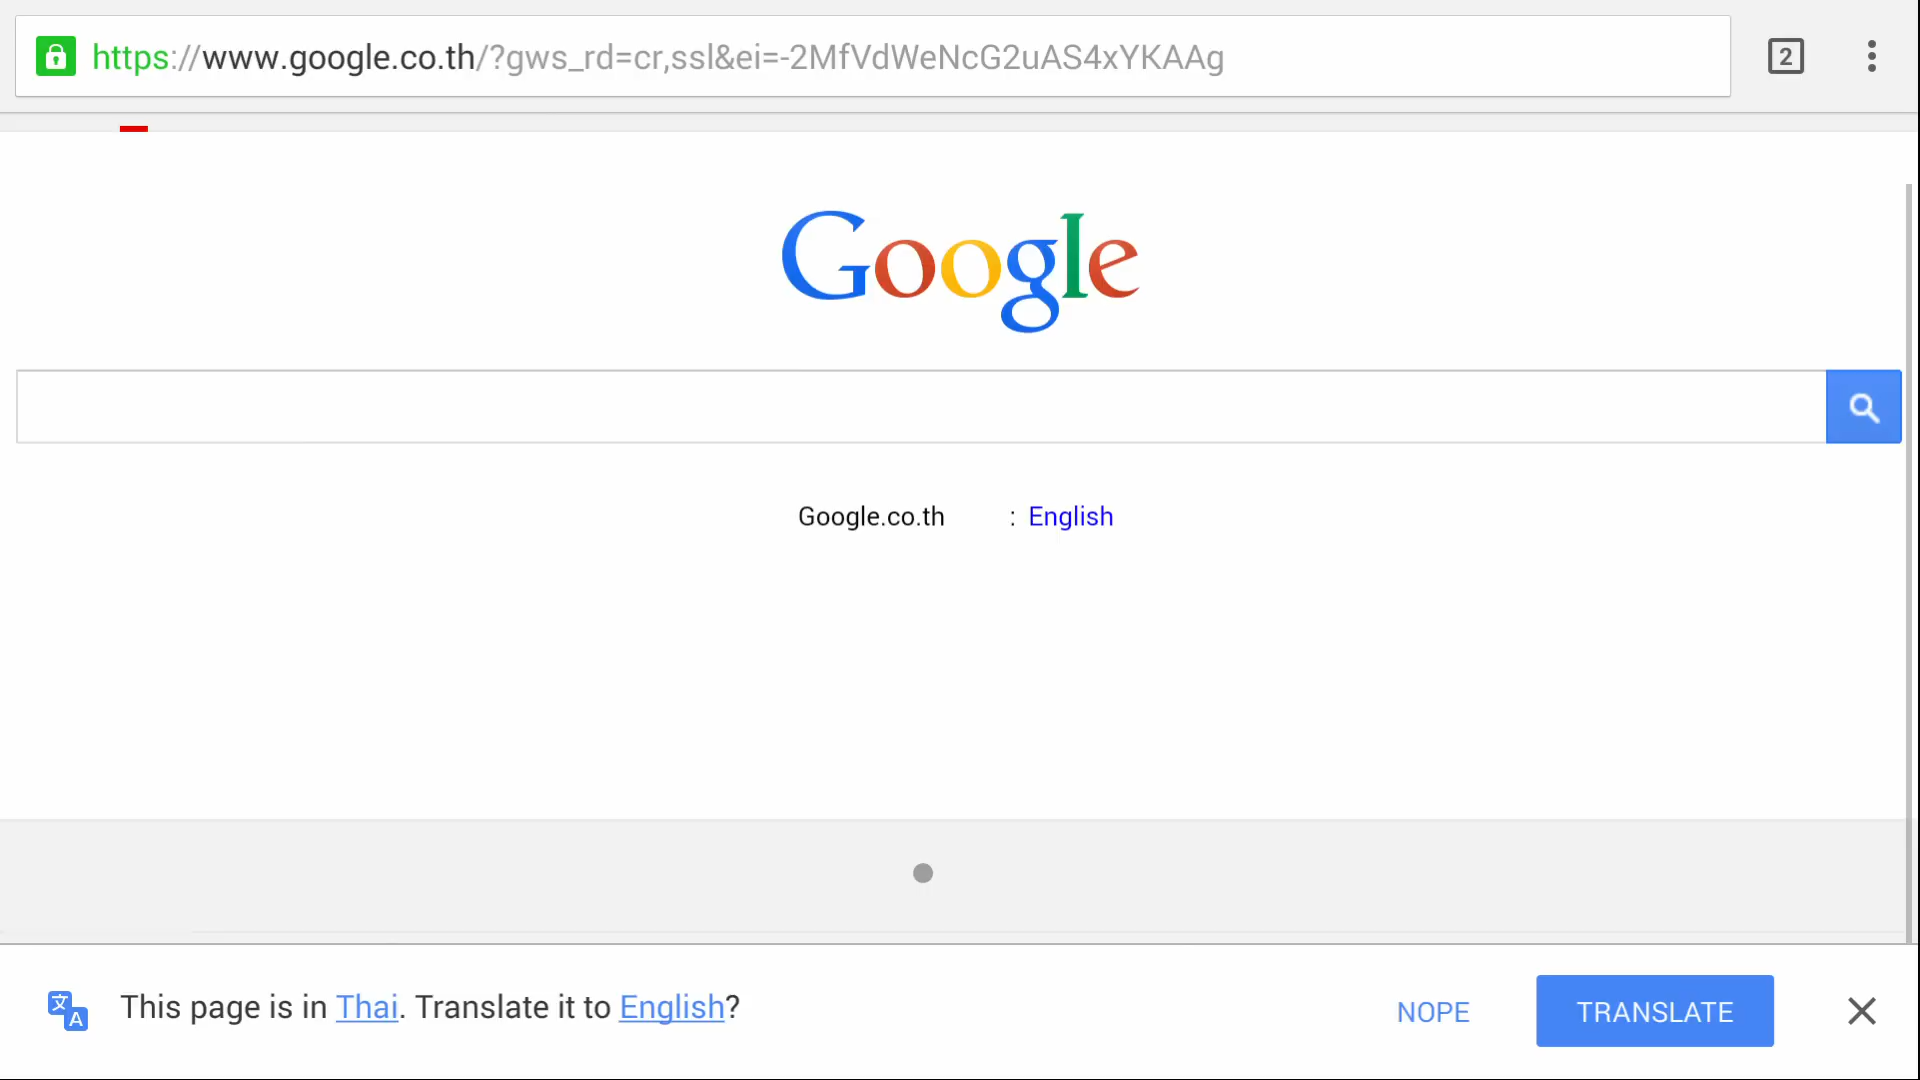 https://www.google.co.th/?gws_rd=cr,ssl&ei=-2MfVdWeNcG2uAS4xYKAAg
2
Google
Google.co.th : English
This page is in Thai. Translate it to English?
NOPE
TRANSLATE